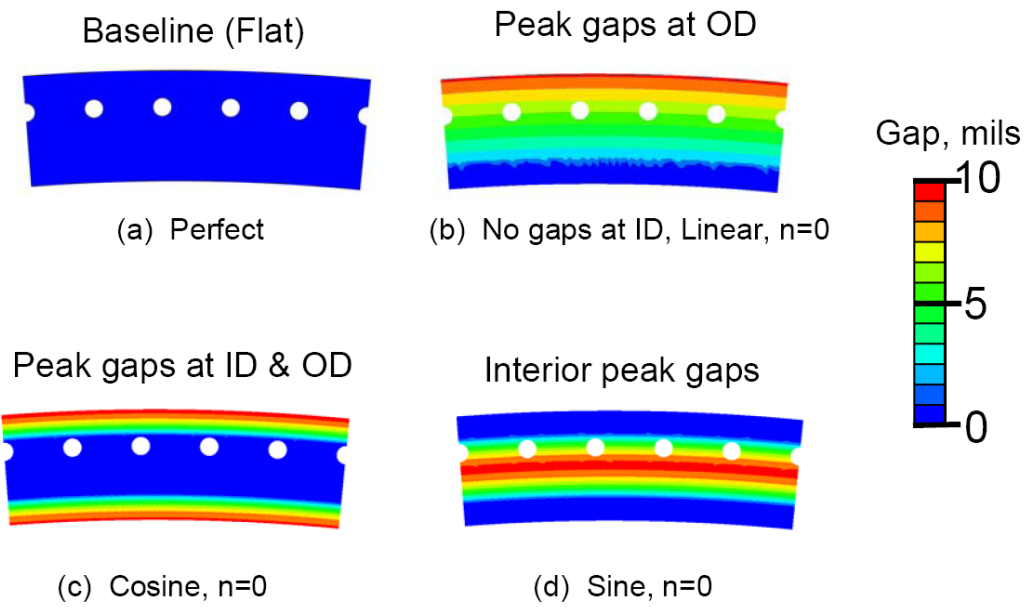 Baseline (Flat)
Peak gaps at OD
(a) Perfect
(b) No gaps at ID, Linear, n=0
Gap, mils
10
5
0
Peak gaps at ID & OD
Interior peak gaps
(c) Cosine, n=0
(d) Sine, n=0